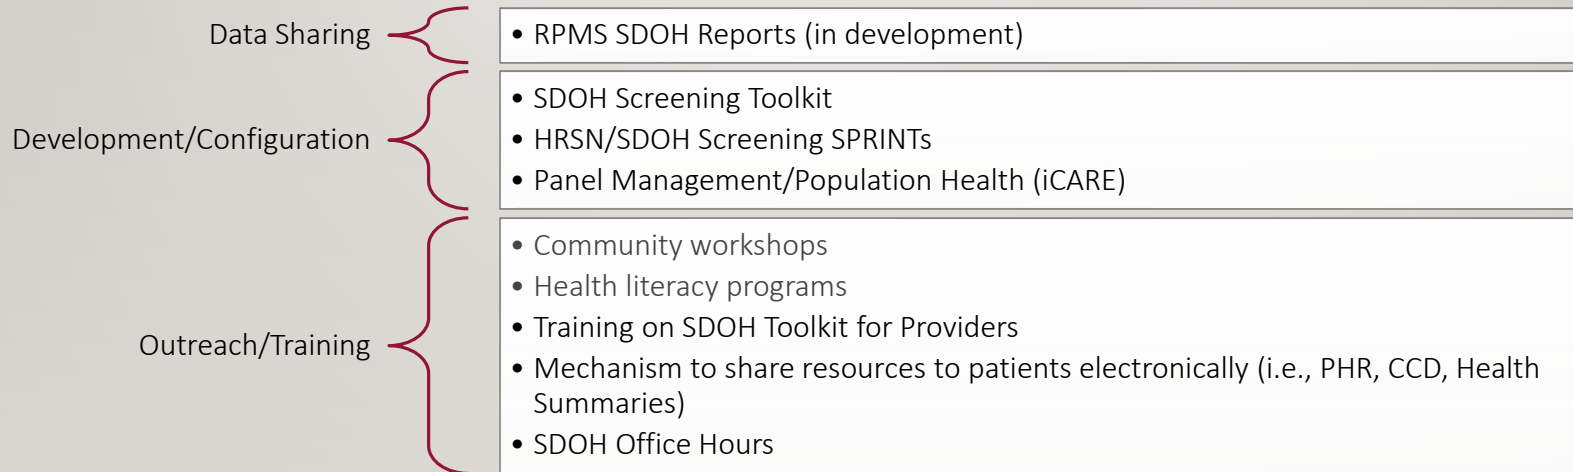 Data Sharing
• RPMS SDOH Reports (in development)
Development/Configuration
• SDOH Screening Toolkit
• HRSN/SDOH Screening SPRINTs
• Panel Management/Population Health (iCARE)
Outreach/Training
• Community workshops
• Health literacy programs
• Training on SDOH Toolkit for Providers
• Mechanism to share resources to patients electronically (i.e., PHR, CCD, Health
Summaries)
• SDOH Office Hours